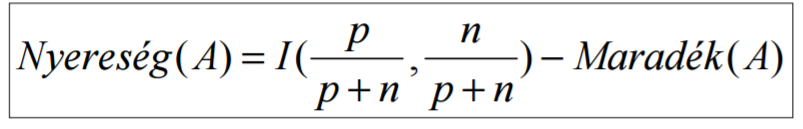 Nyereség(A) = I(p/(p+n), n/(p+n)) − Maradék(A)